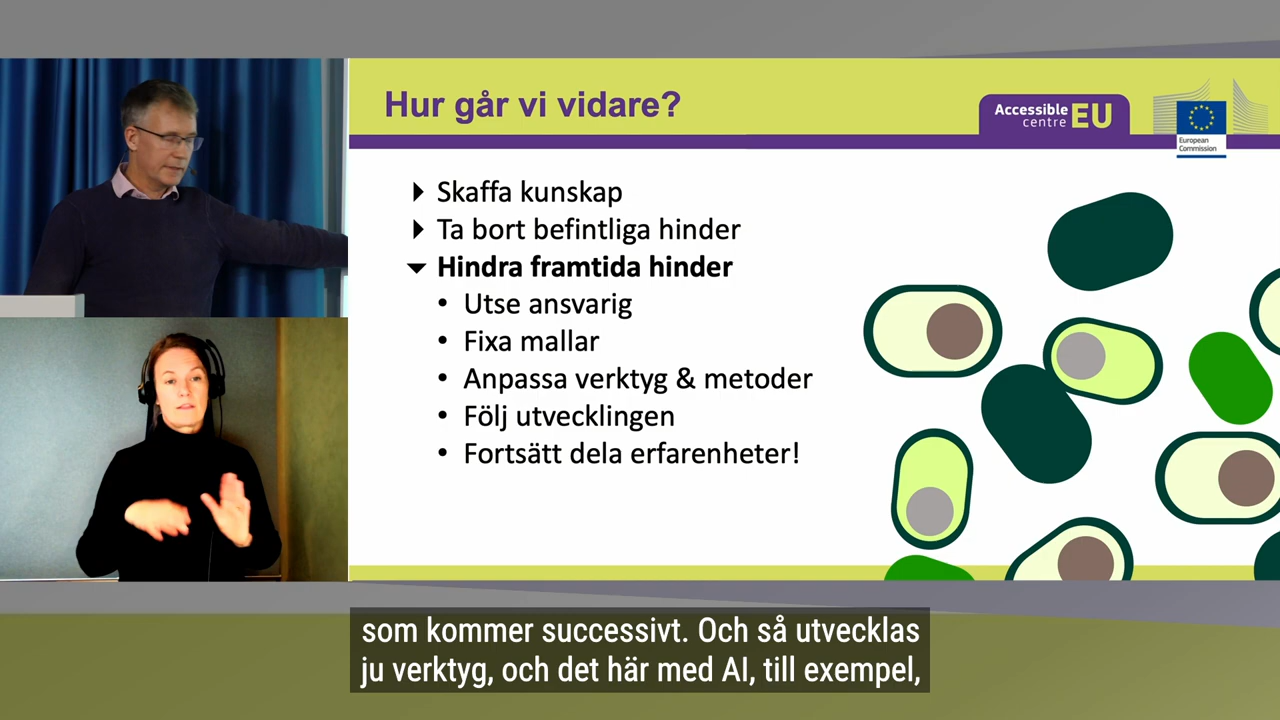 Hur går vi vidare?
Accessible
centre EU
European
Commission
Skaffa kunskap
Ta bort befintliga hinder
Hindra framtida hinder
• Utse ansvarig
• Fixa mallar
• Anpassa verktyg & metoder
• Följ utvecklingen
• Fortsätt dela erfarenheter!
som kommer successivt. Och så utvecklas
ju verktyg, och det här med AI, till exempel,